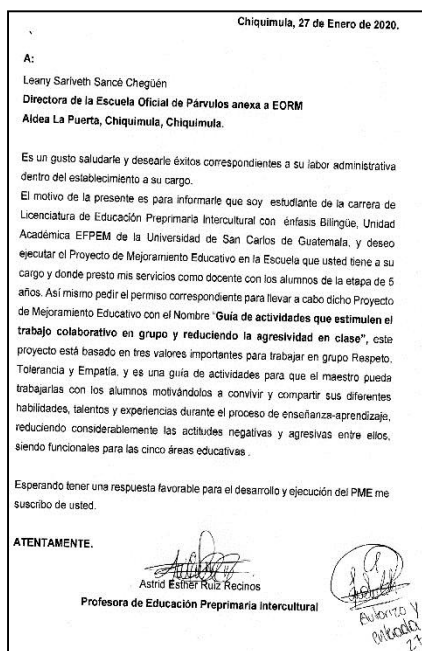 Chiquimula, 27 de Enero de 2020.
A:
Leany Sariveth Sancé Chegüén
Directora de la Escuela Oficial de Párvulos anexa a EORM
Aldea La Puerta, Chiquimula, Chiquimula.
Es un gusto saludarle y desearle éxitos correspondientes a su labor administrativa
dentro del establecimiento a su cargo.
El motivo de la presente es para informarle que soy estudiante de la carrera de
Licenciatura de Educación Preprimaria Intercultural con énfasis Bilingüe, Unidad
Académica EFPEM de la Universidad de San Carlos de Guatemala, y deseo
ejecutar el Proyecto de Mejoramiento Educativo en la Escuela que usted tiene a su
cargo y donde presto mis servicios como docente con los alumnos de la etapa de 5
años. Así mismo pedir el permiso correspondiente para llevar a cabo dicho Proyecto
de Mejoramiento Educativo con el Nombre "Guía de actividades que estimulen el
trabajo colaborativo en grupo y reduciendo la agresividad en clase", este
proyecto está basado en tres valores importantes para trabajar en grupo Respeto,
Tolerancia y Empatía, y es una guía de actividades para que el maestro pueda
trabajarlas con los alumnos motivándolos a convivir y compartir sus diferentes
habilidades, talentos y experiencias durante el proceso de enseñanza-aprendizaje,
reduciendo considerablemente las actitudes negativas y agresivas entre ellos,
siendo funcionales para las cinco áreas educativas .
Esperando tener una respuesta favorable para el desarrollo y ejecución del PME me
suscribo de usted.
ATENTAMENTE.
Astrid Esther Ruiz Recinos
Profesora de Educación Preprimaria Intercultural
Autorizo y
27